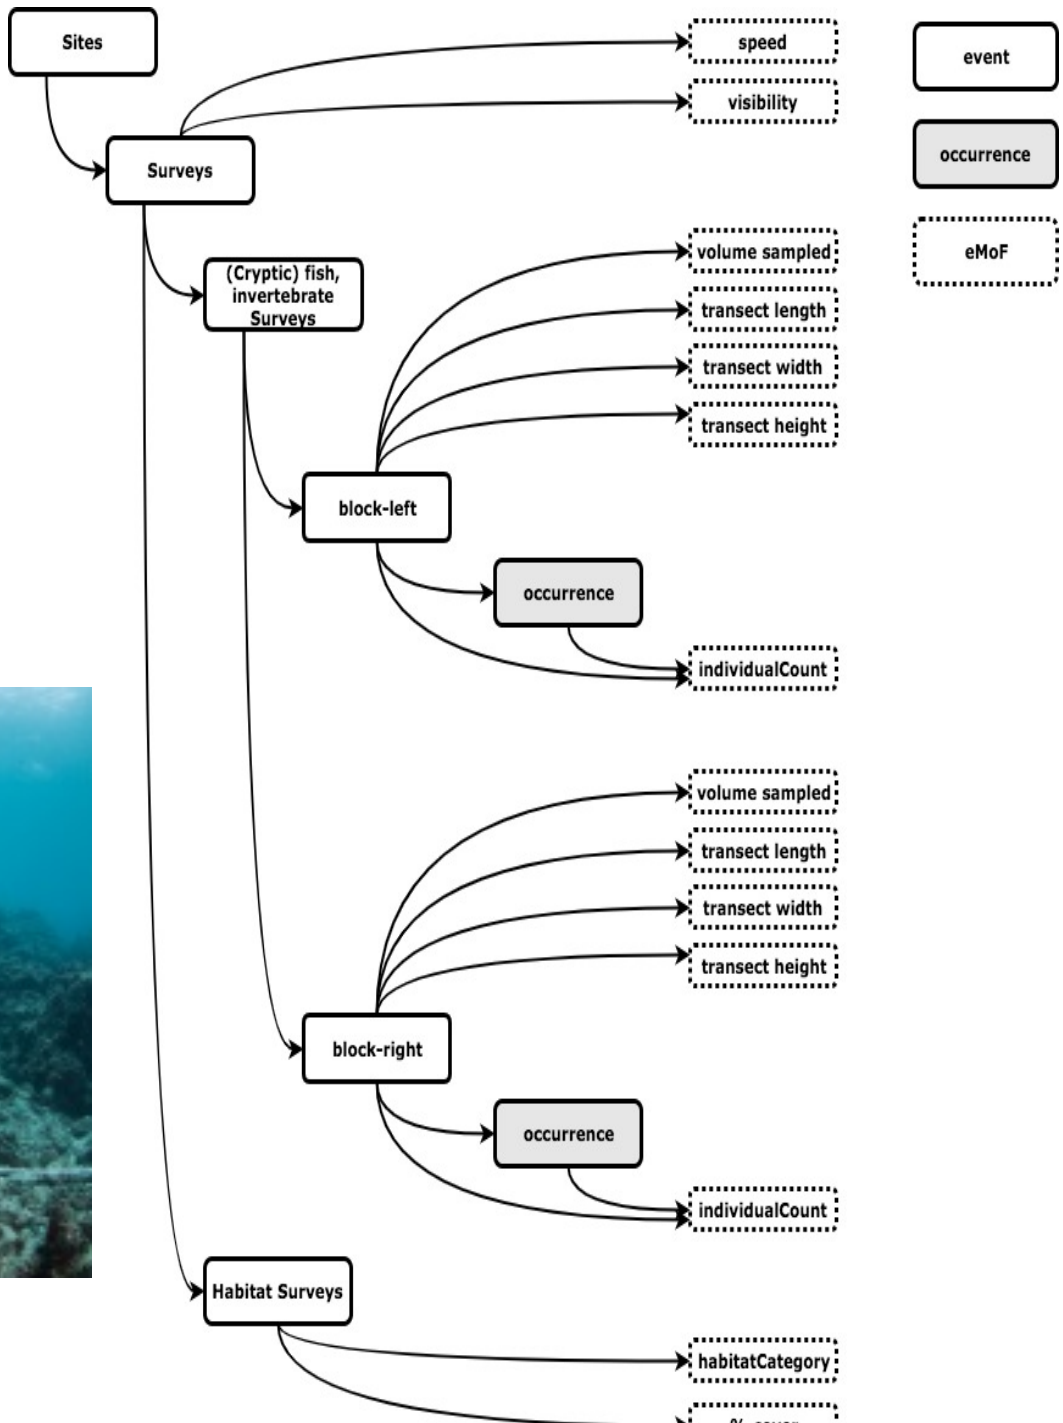 Sites
speed
event
visibility
occurrence
Surveys
eMoF
volume sampled
(Cryptic) fish,
invertebrate
Surveys
transect length
transect width
transect height
block-left
occurrence
individualCount
volume sampled
transect length
transect width
transect height
block-right
occurrence
individualCount
Habitat Surveys
habitatCategory
% cover